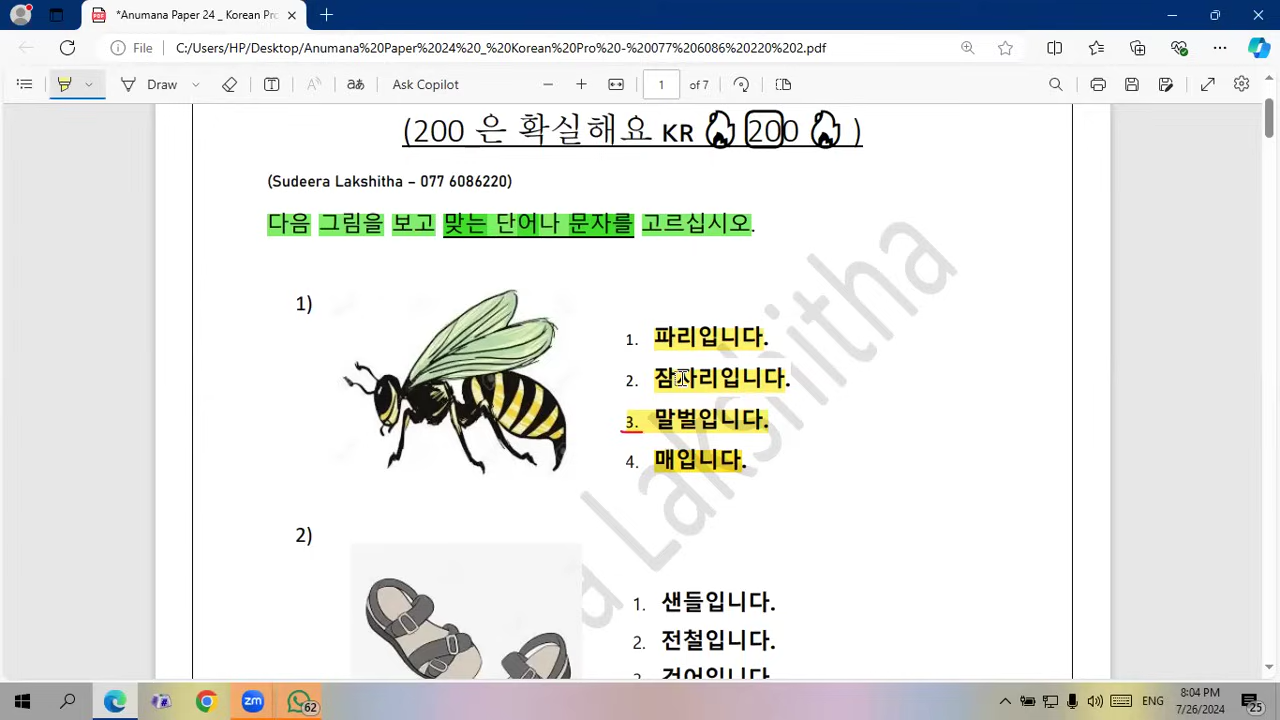 *Anumana Paper 24 _ Korean Pro
File
C:/Users/HP/Desktop/Anumana%20Paper%2024%20_%20Korean%20Pro%20-%20077%206086%20220%202.pdf
Draw
aあ
Ask Copilot
1
of 7
(200 은 확실해요 KR 200 )
(Sudeera Lakshitha – 077 6086220)
다음 그림을 보고 맞는 단어나 문자를 고르십시오.
1)
1. 파리입니다.
2. 잠자리입니다.
3. 말벌입니다.
4. 매입니다.
2)
1. 샌들입니다.
2. 전철입니다.
a Lakshitha
zm
62
ENG
8:04 PM
7/26/2024
25